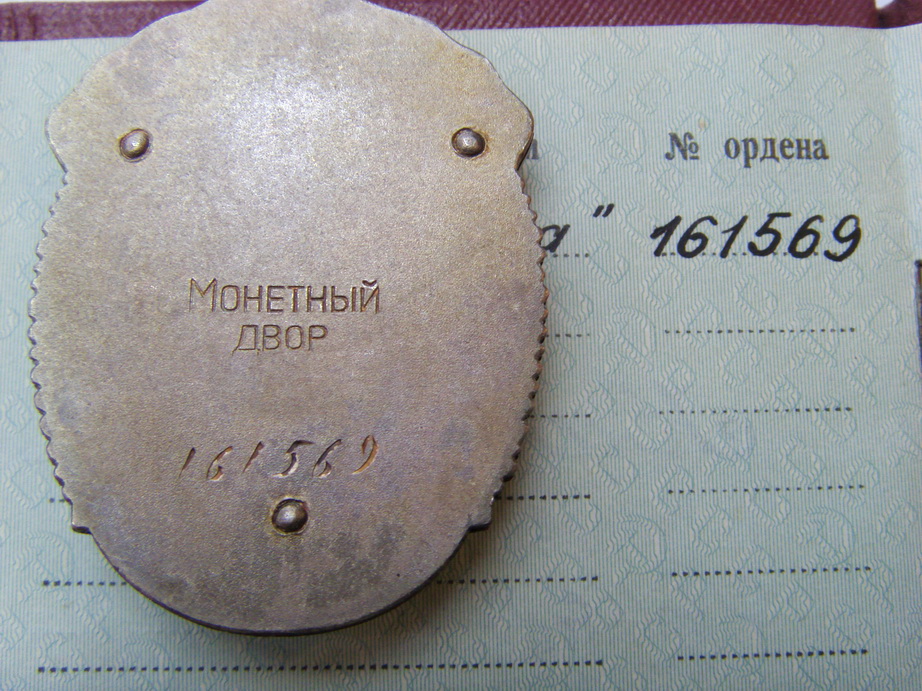 № ордена
а" 161569
МОНЕТНЫЙ
ДВОР
161569